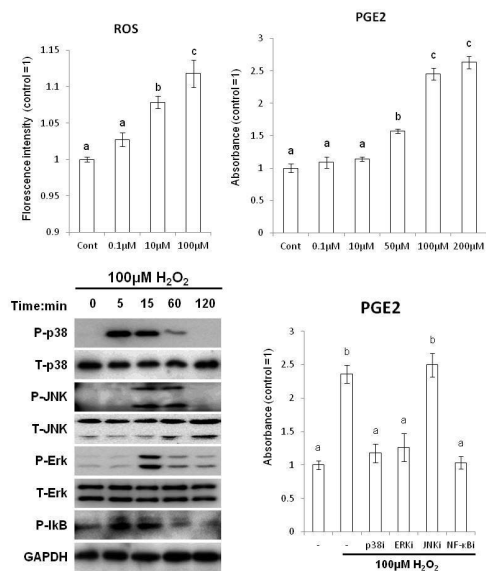 ROS
Florescence intensity (control = 1)
1.15
1.1
1.05
1
0.95
0.9
a
a
b
c
Cont
0.1µM
10µM
100µM
PGE2
Absorbance (control = 1)
3
2.5
2
1.5
1
0.5
0
a
a
a
b
c
c
Cont
0.1µM
10µM
50µM
100µM
200µM
100µM H₂O₂
Time:min 0 5 15 60 120
P-p38
T-p38
P-JNK
T-JNK
P-Erk
T-Erk
P-IkB
GAPDH
PGE2
Absorbance (control = 1)
3
2.5
2
1.5
1
0.5
0
a
b
a
a
b
a
- - p38i ERKi JNKi NF-κBi
100µM H₂O₂